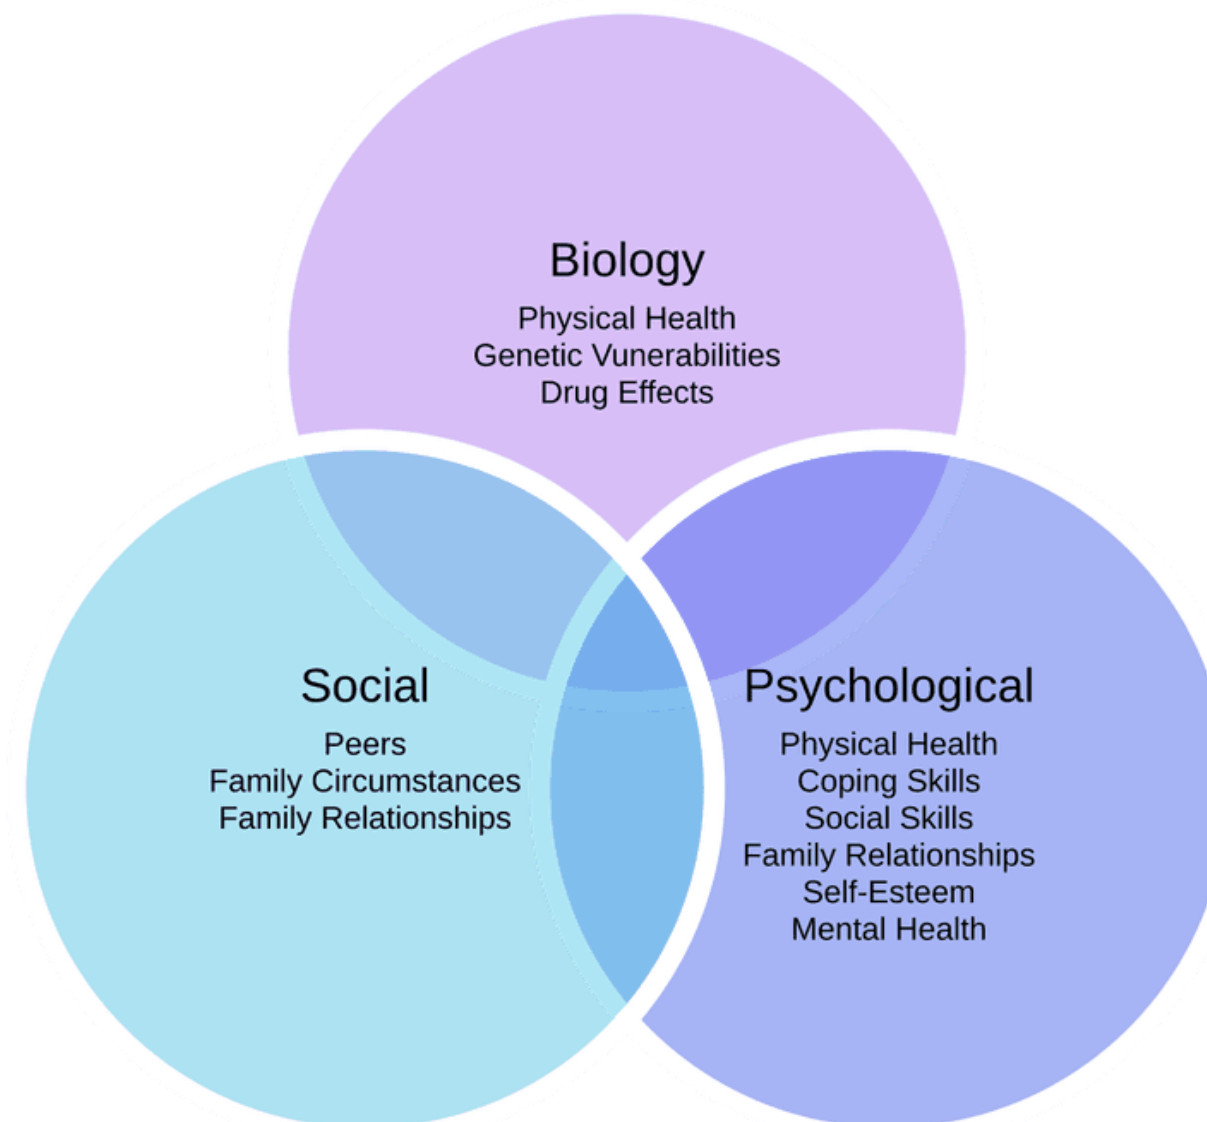 Biology
Physical Health
Genetic Vunerabilities
Drug Effects
Social
Peers
Family Circumstances
Family Relationships
Psychological
Physical Health
Coping Skills
Social Skills
Family Relationships
Self-Esteem
Mental Health